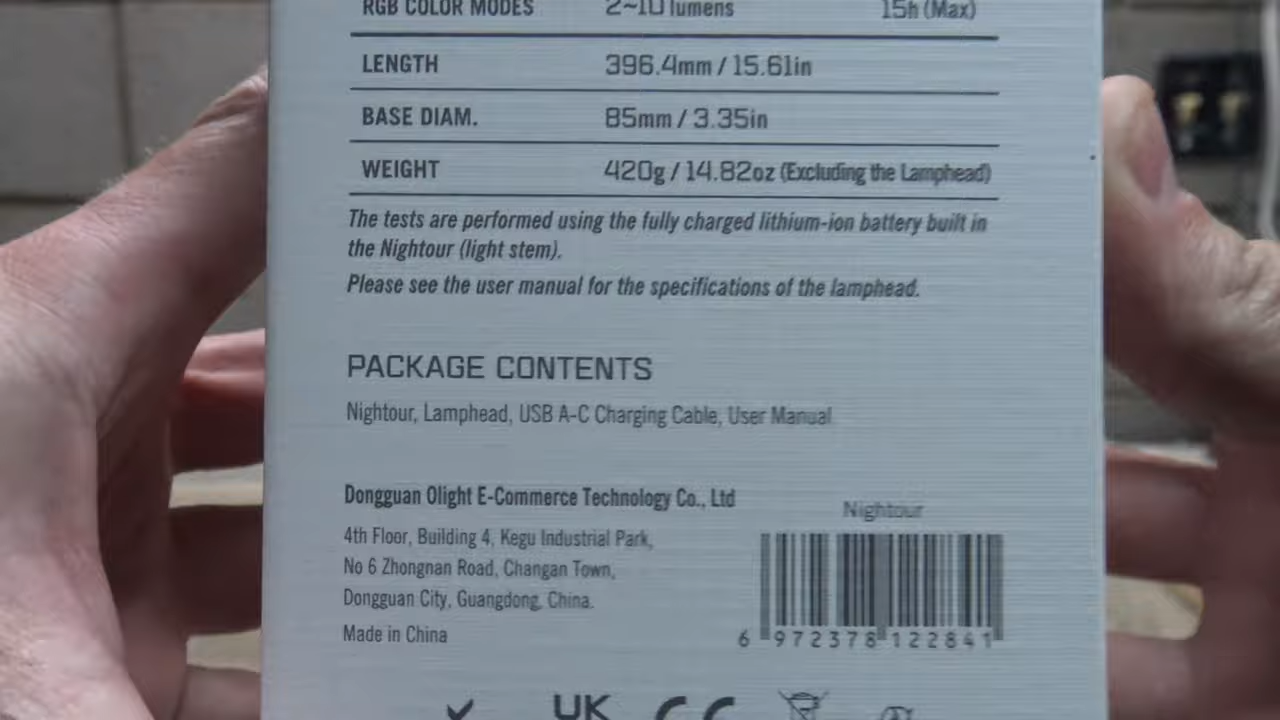 RGB COLOR MODES 2~10 lumens 15h (Max)
LENGTH 396.4mm / 15.61in
BASE DIAM. 85mm / 3.35in
WEIGHT 420g / 14.82oz (Excluding the Lamphead)
The tests are performed using the fully charged lithium-ion battery built in
the Nightour (light stem).
Please see the user manual for the specifications of the lamphead.
PACKAGE CONTENTS
Nightour, Lamphead, USB A-C Charging Cable, User Manual
Dongguan Olight E-Commerce Technology Co., Ltd
4th Floor, Building 4, Kegu Industrial Park,
No 6 Zhongnan Road, Changan Town,
Dongguan City, Guangdong, China.
Made in China
Nightour
6 972378 122841
UK
CE